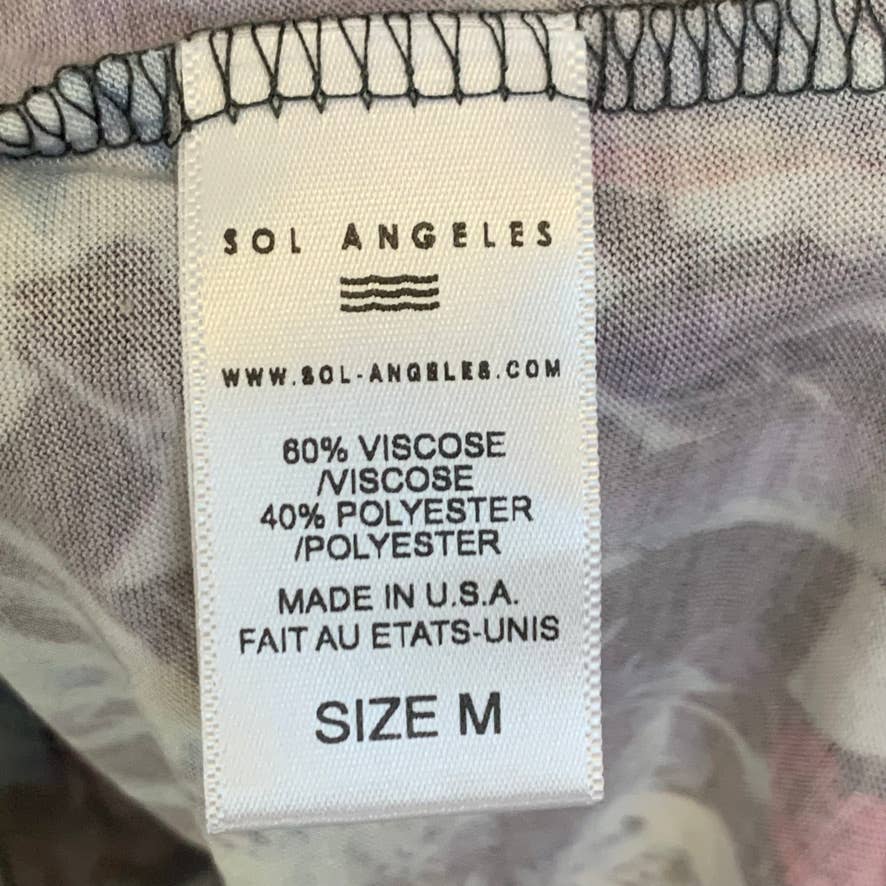 SOL ANGELES
WWW.SOL-ANGELES.COM
60% VISCOSE
/VISCOSE
40% POLYESTER
/POLYESTER
MADE IN U.S.A.
FAIT AU ETATS-UNIS
SIZE M